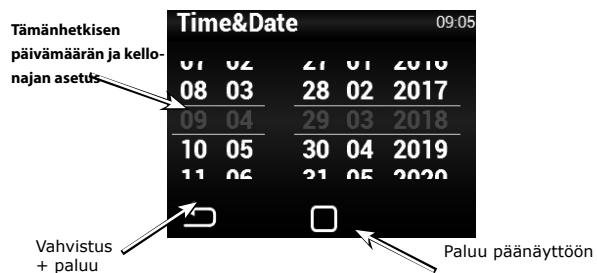 Tämänhetkisen
päivämäärän ja kello-
najan asetus
Time&Date 09:05
07 02 27 01 2016
08 03 28 02 2017
09 04 29 03 2018
10 05 30 04 2019
11 06 31 05 2020
Vahvistus
+ paluu
Paluu päänäyttöön